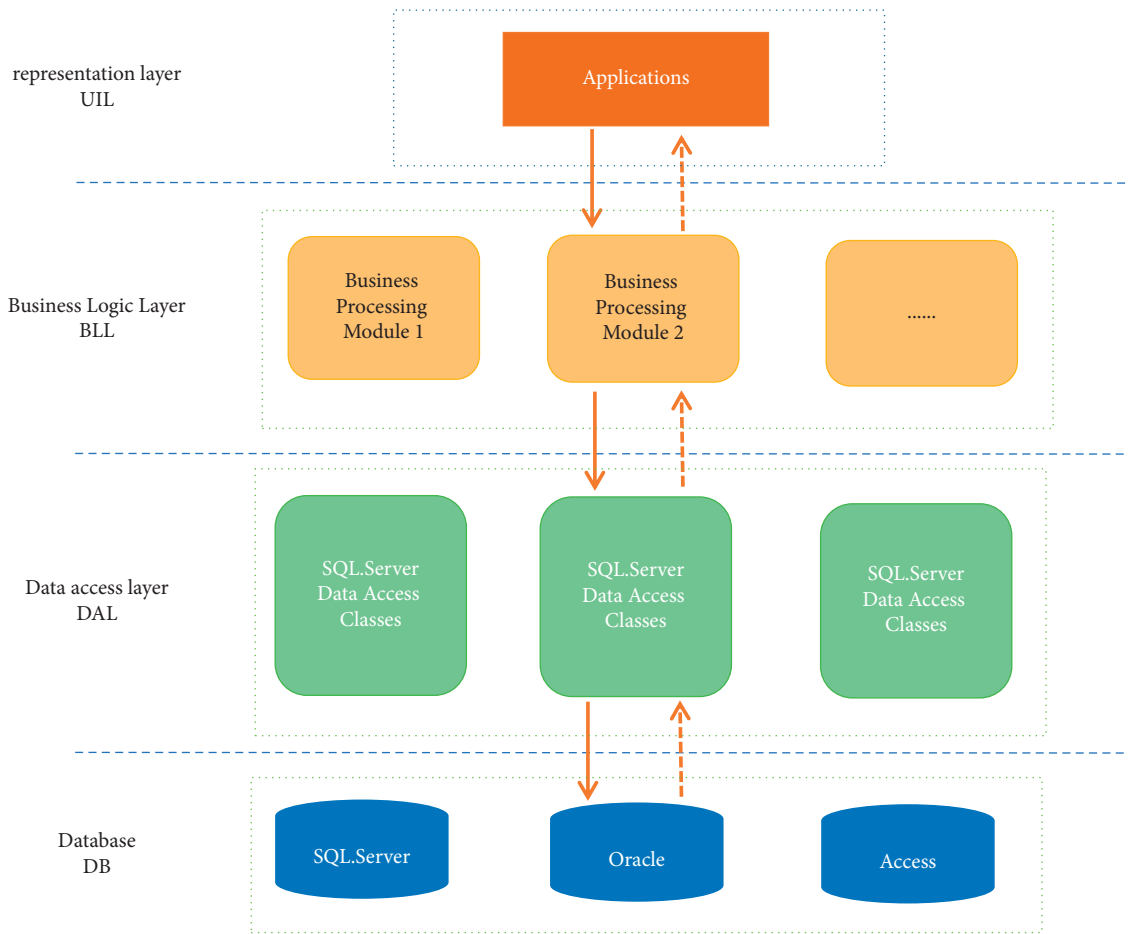 representation layer
UIL
Applications
Business Logic Layer
BLL
Business
Processing
Module 1
Business
Processing
Module 2
......
Data access layer
DAL
SQL.Server
Data Access
Classes
SQL.Server
Data Access
Classes
SQL.Server
Data Access
Classes
Database
DB
SQL.Server
Oracle
Access